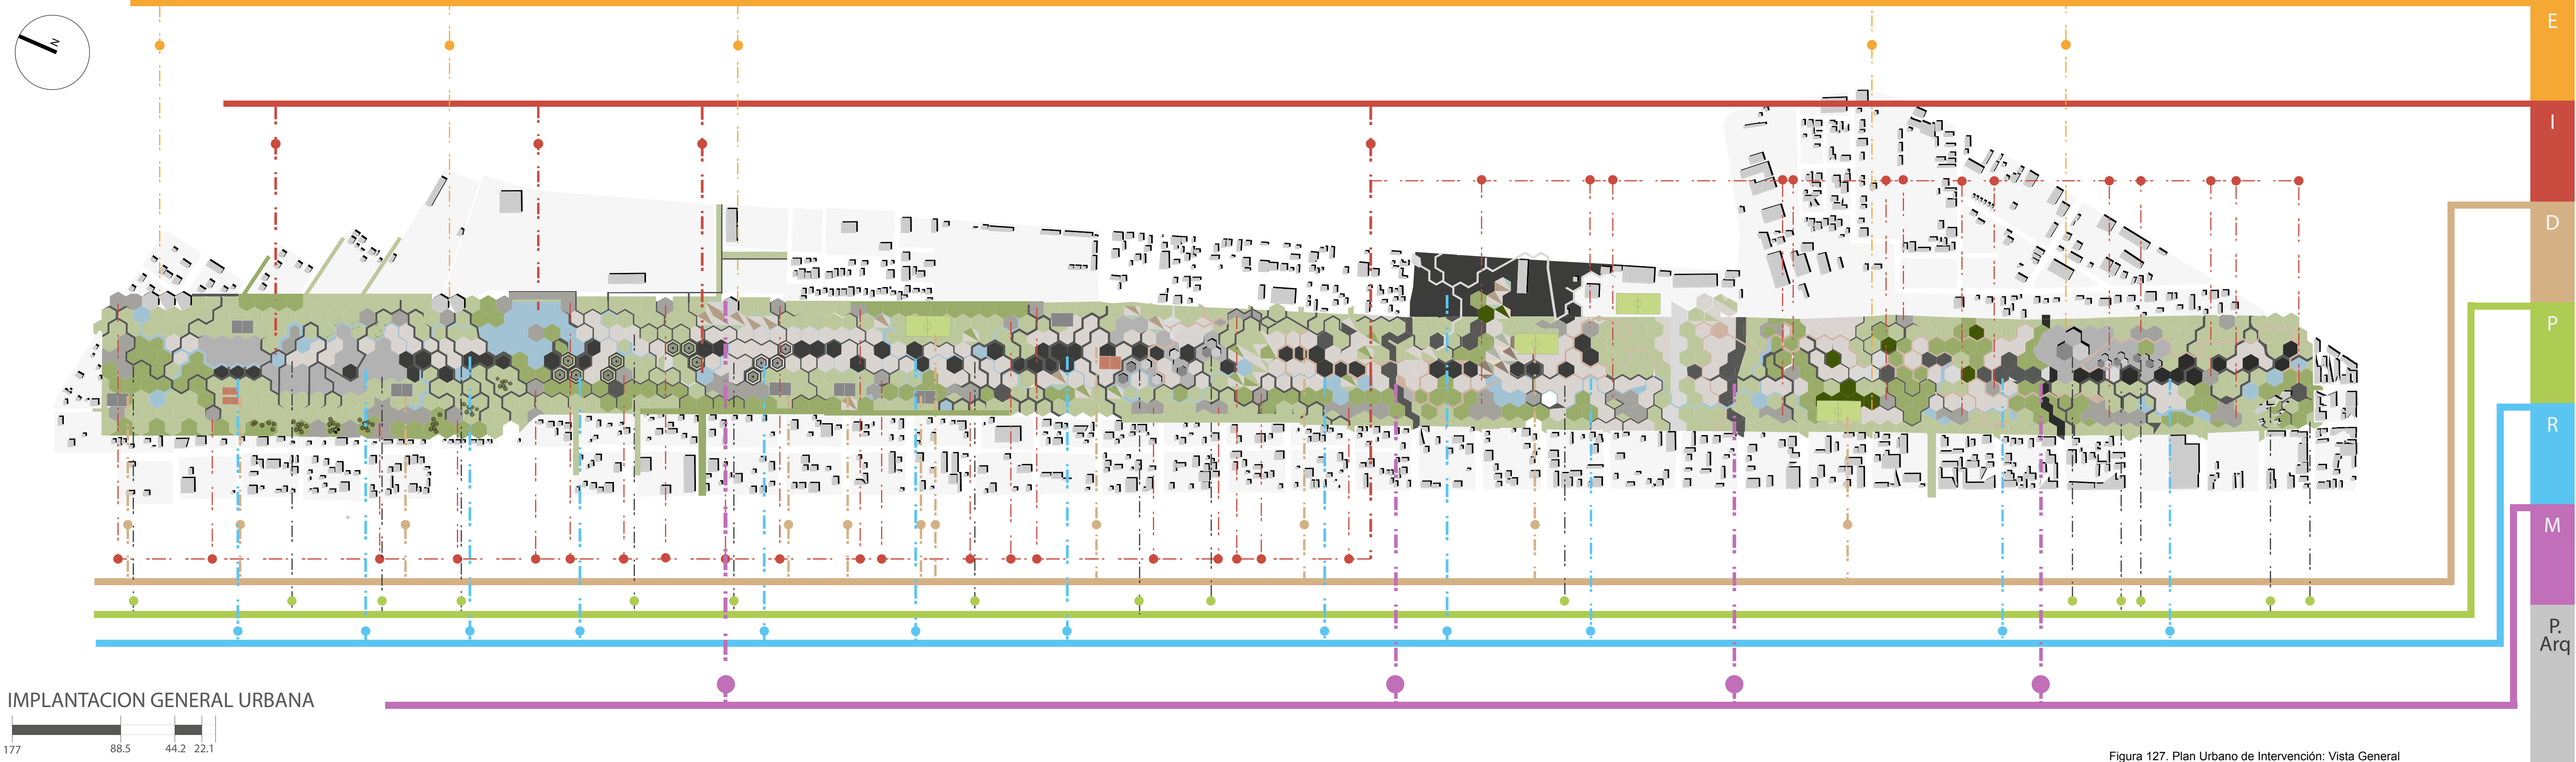 N
E
I
D
P
R
M
P.
Arq
IMPLANTACION GENERAL URBANA
177 88.5 44.2 22.1
Figura 127. Plan Urbano de Intervención: Vista General